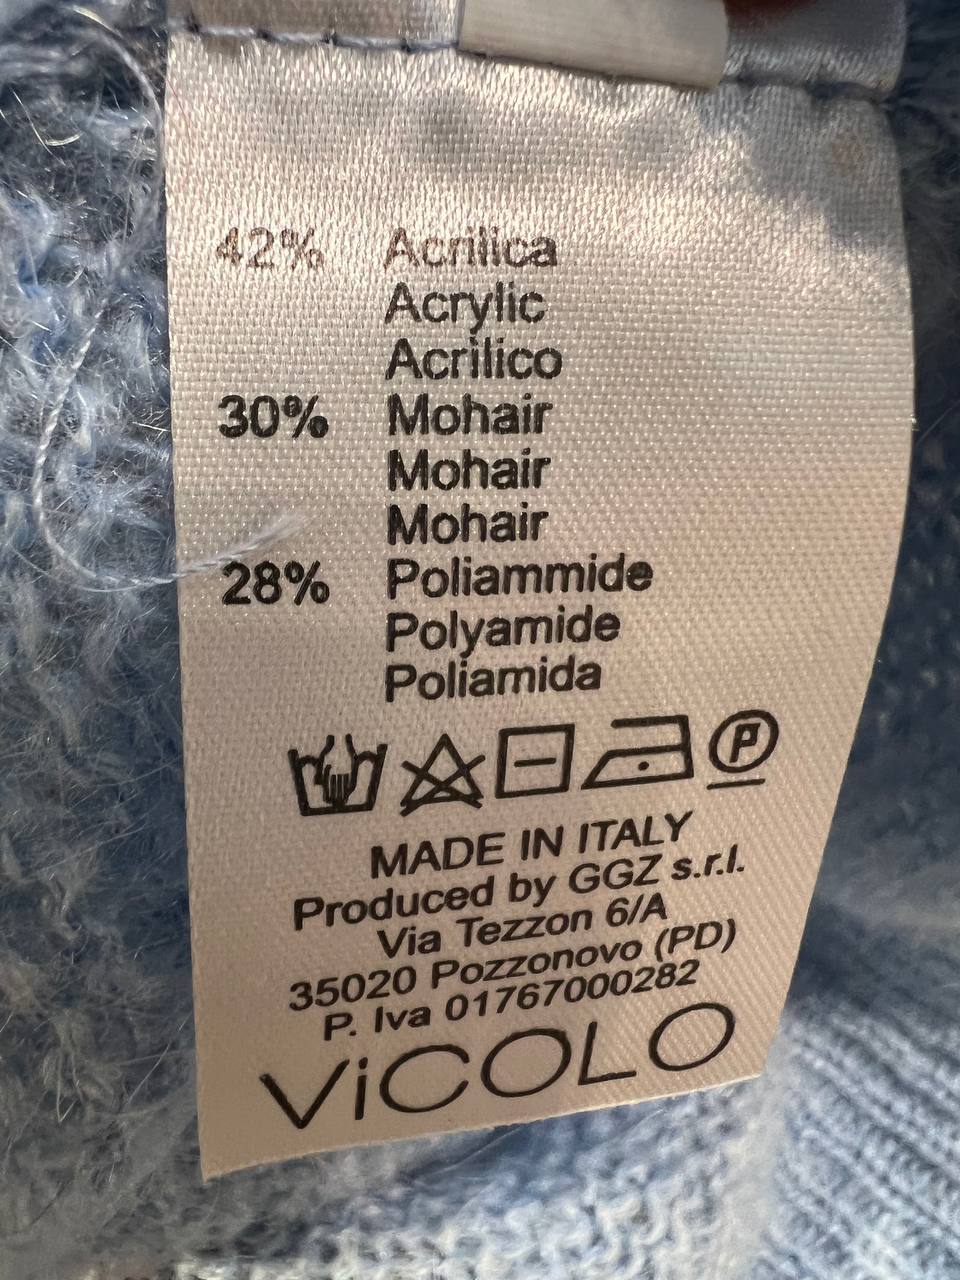 42% Acrilica
Acrylic
Acrilico
30% Mohair
Mohair
Mohair
28% Poliammide
Polyamide
Poliamida
P
MADE IN ITALY
Produced by GGZ s.r.l.
Via Tezzon 6/A
35020 Pozzonovo (PD)
P. Iva 01767000282
ViCOLO